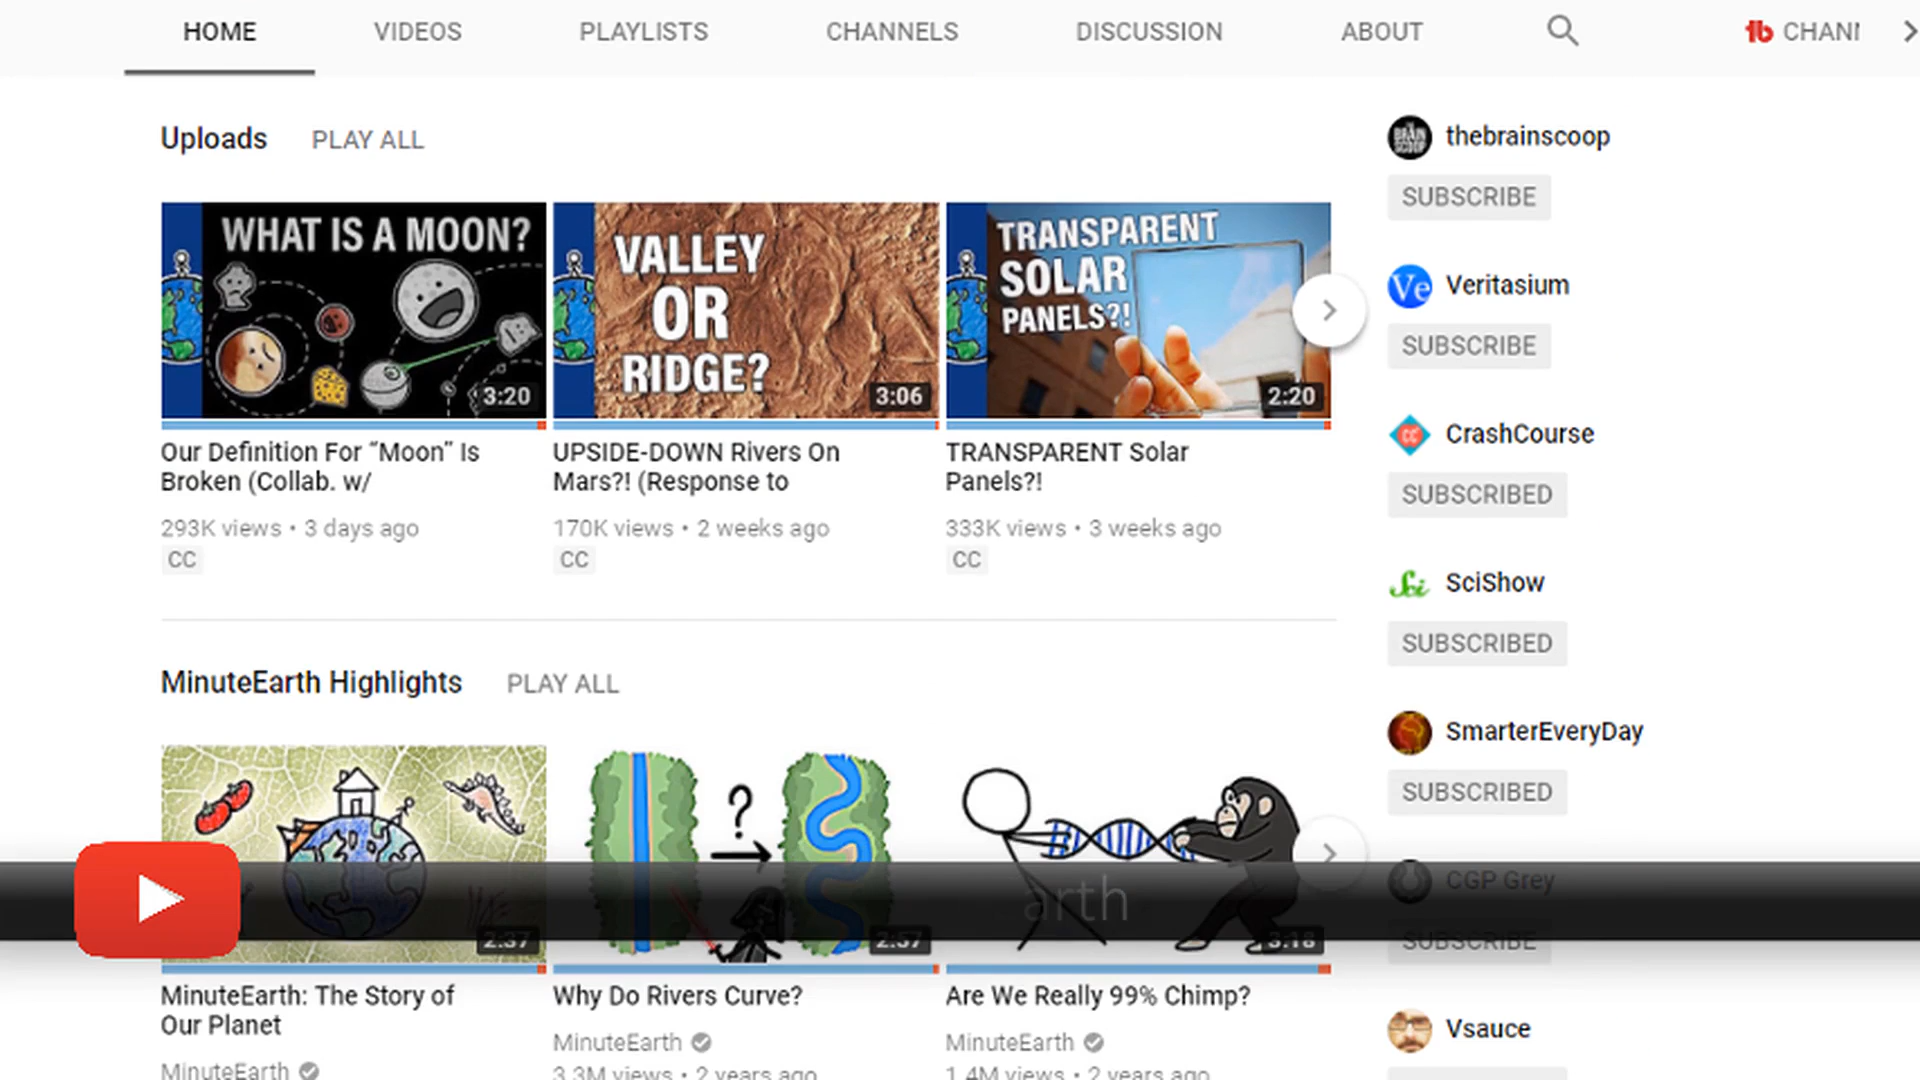 HOME VIDEOS PLAYLISTS CHANNELS DISCUSSION ABOUT CHAN
Uploads PLAY ALL
WHAT IS A MOON?
3:20
VALLEY
OR
RIDGE?
3:06
TRANSPARENT
SOLAR
PANELS?!
2:20
Our Definition For “Moon” Is
Broken (Collab. w/
293K views • 3 days ago
CC
UPSIDE-DOWN Rivers On
Mars?! (Response to
170K views • 2 weeks ago
CC
TRANSPARENT Solar
Panels?!
333K views • 3 weeks ago
CC
MinuteEarth Highlights PLAY ALL
?
2:37
2:57
3:18
arth
MinuteEarth: The Story of
Our Planet
MinuteEarth
Why Do Rivers Curve?
MinuteEarth
3.3M views • 2 years ago
Are We Really 99% Chimp?
MinuteEarth
1.4M views • 2 years ago
THE BRAIN SCOOP
thebrainscoop
SUBSCRIBE
Ve
Veritasium
SUBSCRIBE
CC
CrashCourse
SUBSCRIBED
Sci
SciShow
SUBSCRIBED
SmarterEveryDay
SUBSCRIBED
CGP Grey
SUBSCRIBE
Vsauce